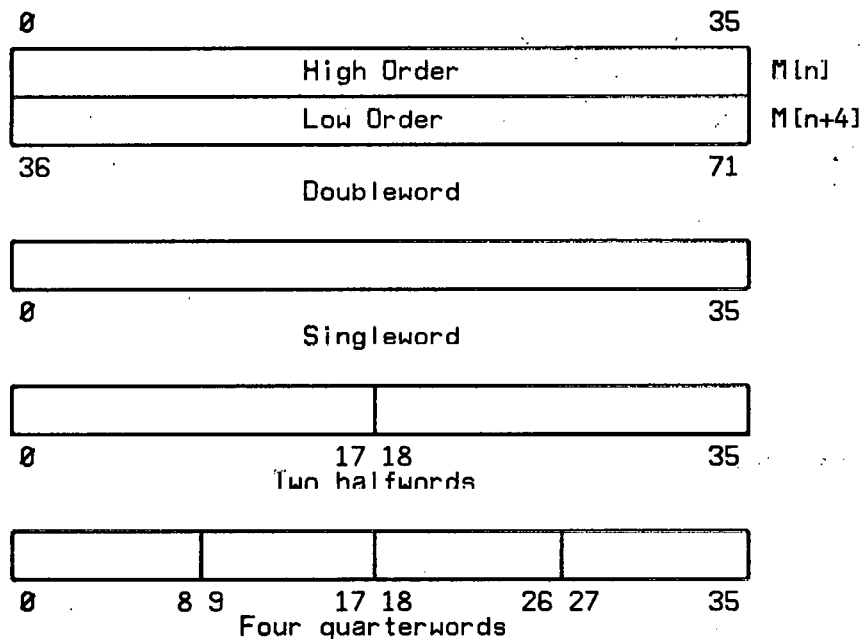 0 35
High Order M[n]
Low Order M[n+4]
36 71
Doubleword
0 35
Singleword
0 17 18 35
Two halfwords
0 8 9 17 18 26 27 35
Four quarterwords